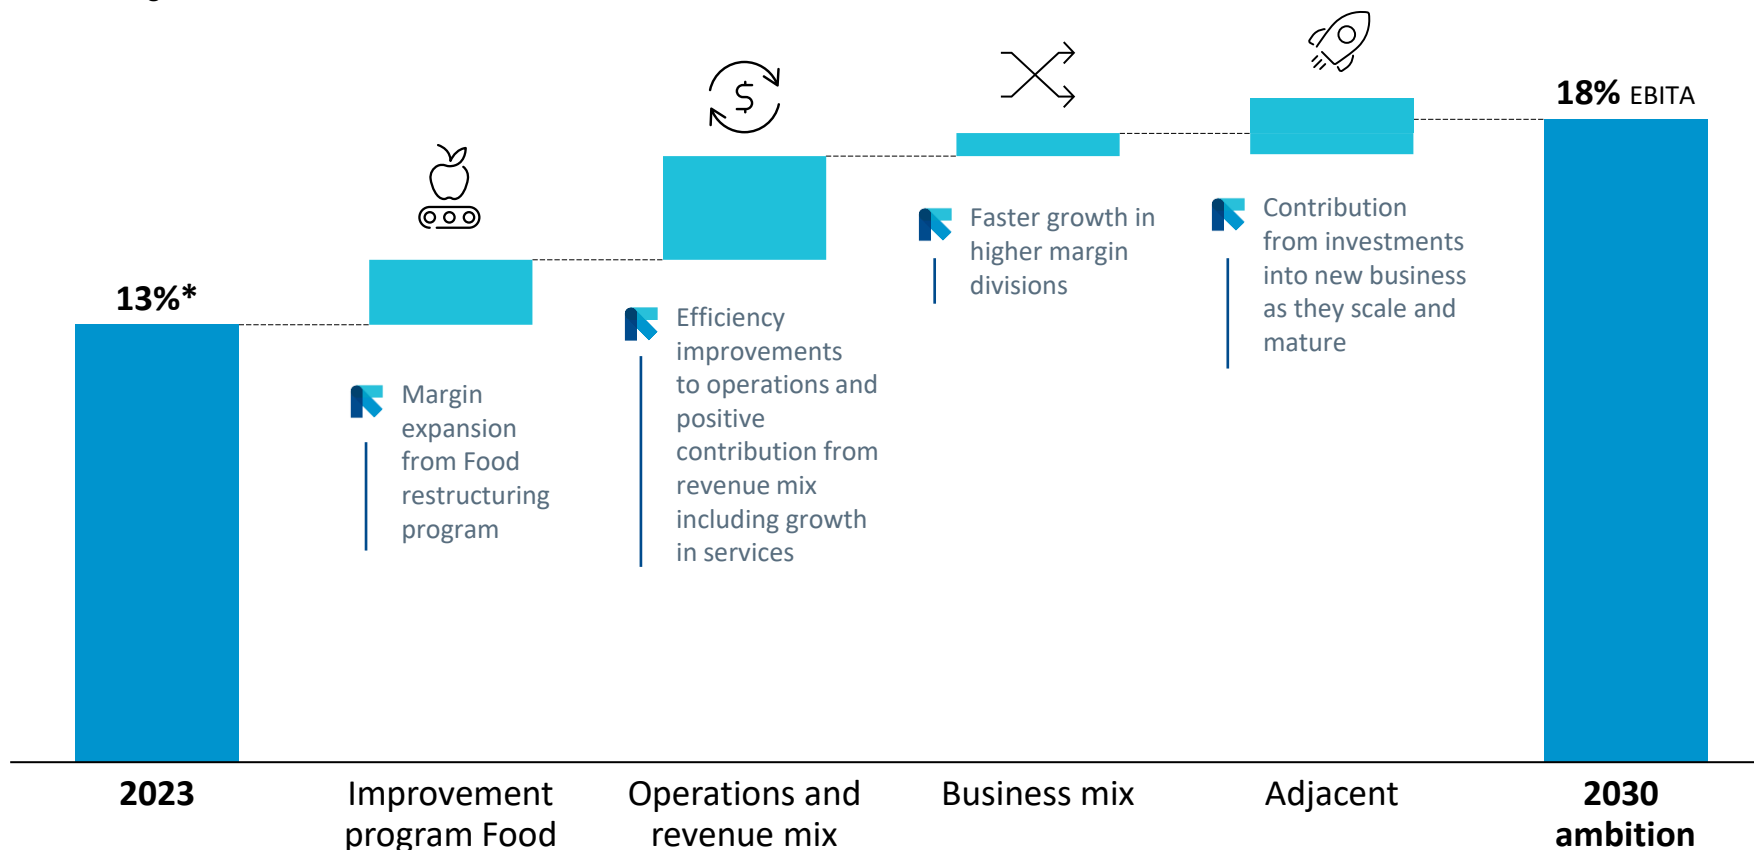 13%*
18% EBITA
Margin
expansion
from Food
restructuring
program
Efficiency
improvements
to operations and
positive
contribution from
revenue mix
including growth
in services
Faster growth in
higher margin
divisions
Contribution
from investments
into new business
as they scale and
mature
2023
Improvement
program Food
Operations and
revenue mix
Business mix
Adjacent
2030
ambition